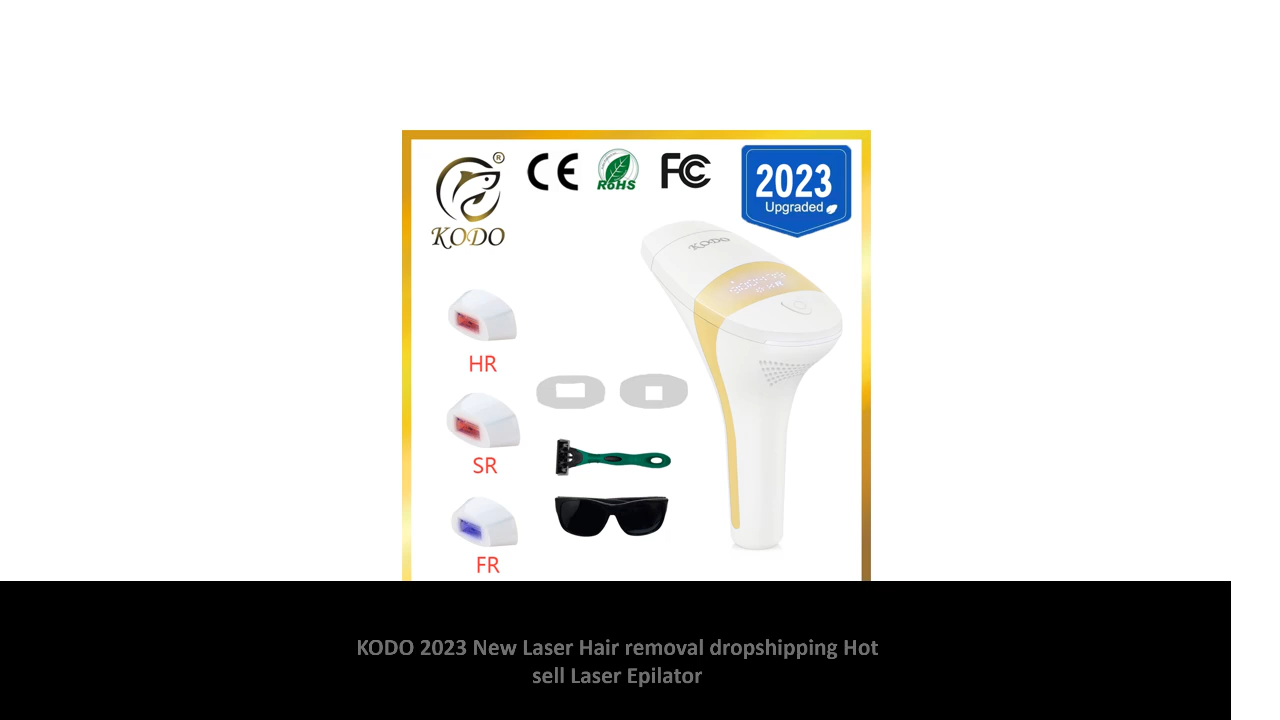 ®
KODO
CE
RoHS
FC
2023
Upgraded
KODO
HR
SR
FR
KODO 2023 New Laser Hair removal dropshipping Hot
sell Laser Epilator